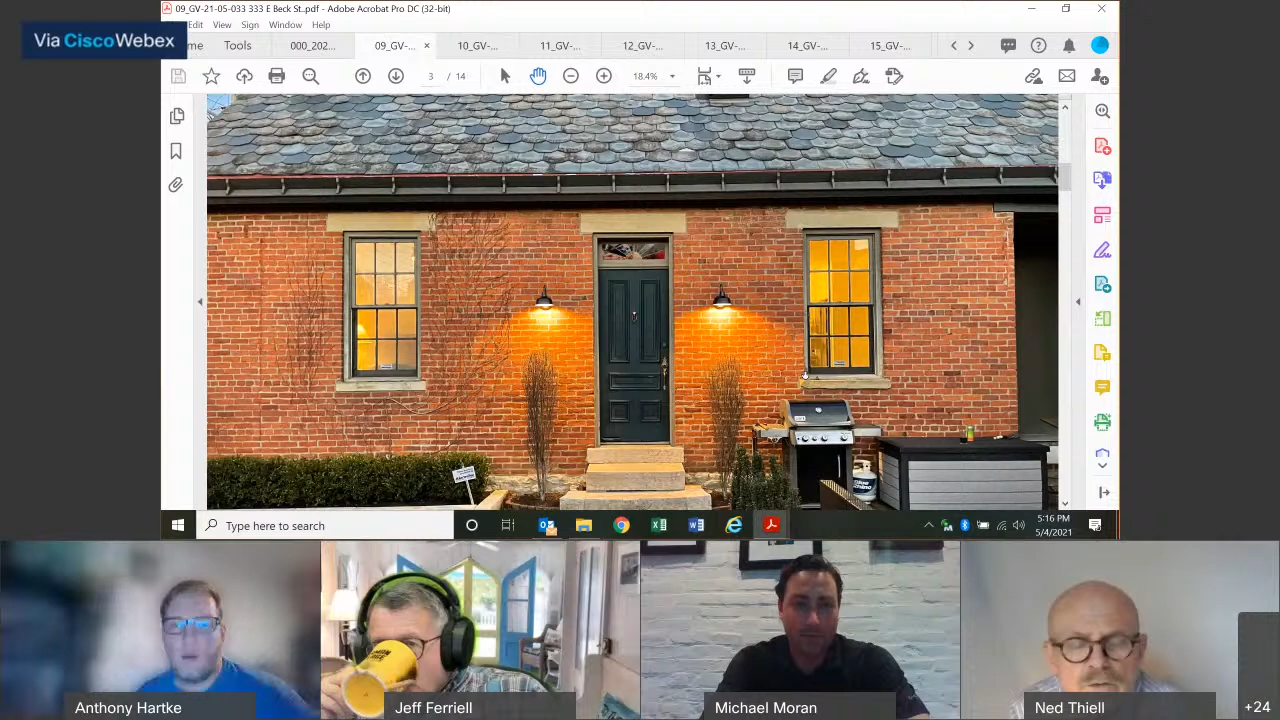 09_GV-21-05-033 333 E Beck St..pdf - Adobe Acrobat Pro DC (32-bit)
Edit View Sign Window Help
Via Cisco Webex
me Tools 000_202... 09_GV-... × 10_GV-... 11_GV-... 12_GV-... 13_GV-... 14_GV-... 15_GV-...
3 / 14 18.4%
Type here to search
5:16 PM
5/4/2021
Anthony Hartke
Jeff Ferriell
Michael Moran
Ned Thiell
+24